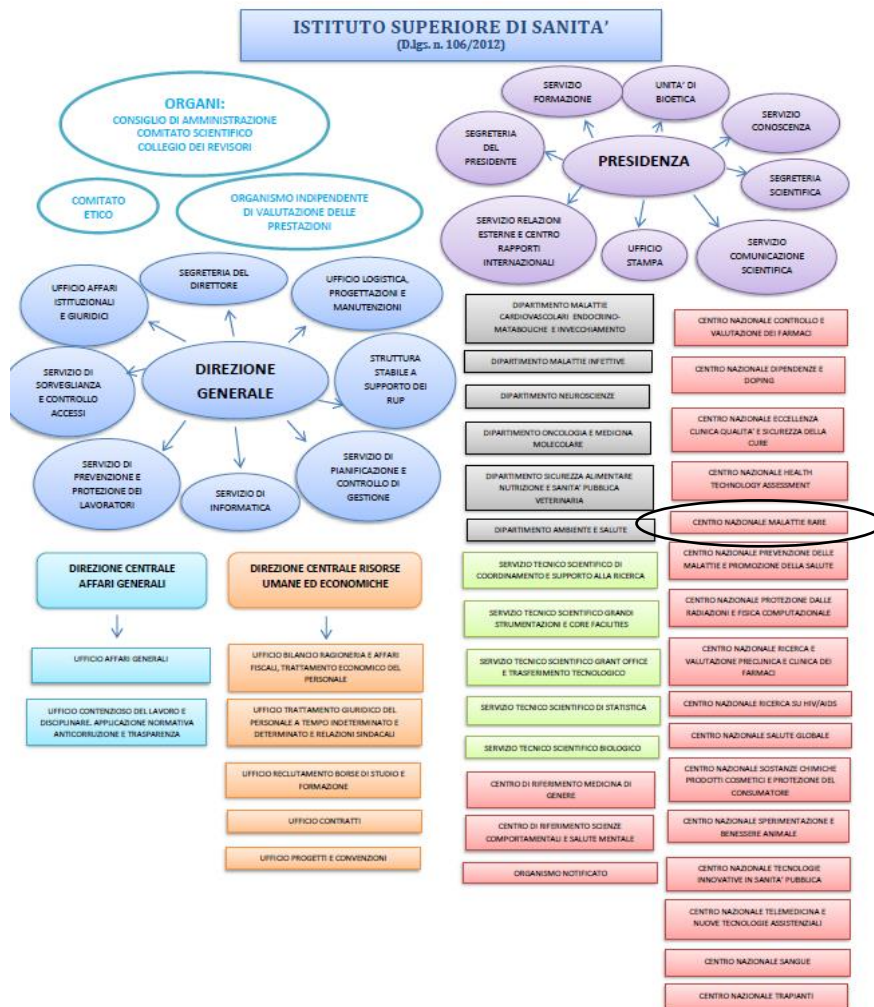 ISTITUTO SUPERIORE DI SANITA'
(D.lgs. n. 106/2012)
ORGANI:
CONSIGLIO DI AMMINISTRAZIONE
COMITATO SCIENTIFICO
COLLEGIO DEI REVISORI
COMITATO
ETICO
ORGANISMO INDIPENDENTE
DI VALUTAZIONE DELLE
PRESTAZIONI
SERVIZIO
FORMAZIONE
UNITA' DI
BIOETICA
SERVIZIO
CONOSCENZA
SEGRETERIA
DEL
PRESIDENTE
PRESIDENZA
SEGRETERIA
SCIENTIFICA
SERVIZIO RELAZIONI
ESTERNE E CENTRO
RAPPORTI
INTERNAZIONALI
UFFICIO
STAMPA
SERVIZIO
COMUNICAZIONE
SCIENTIFICA
UFFICIO AFFARI
ISTITUZIONALI
E GIURIDICI
SEGRETERIA DEL
DIRETTORE
UFFICIO LOGISTICA,
PROGETTAZIONI E
MANUTENZIONI
SERVIZIO DI
SORVEGLIANZA
E CONTROLLO
ACCESSI
DIREZIONE
GENERALE
STRUTTURA
STABILE A
SUPPORTO DEI
RUP
SERVIZIO DI
PREVENZIONE E
PROTEZIONE DEI
LAVORATORI
SERVIZIO DI
INFORMATICA
SERVIZIO DI
PIANIFICAZIONE E
CONTROLLO DI
GESTIONE
DIREZIONE CENTRALE
AFFARI GENERALI
UFFICIO AFFARI GENERALI
UFFICIO CONTENZIOSO DEL LAVORO E
DISCIPLINARE. APPLICAZIONE NORMATIVA
ANTICORRUZIONE E TRASPARENZA
DIREZIONE CENTRALE RISORSE
UMANE ED ECONOMICHE
UFFICIO BILANCIO RAGIONERIA E AFFARI
FISCALI, TRATTAMENTO ECONOMICO DEL
PERSONALE
UFFICIO TRATTAMENTO GIURIDICO DEL
PERSONALE A TEMPO INDETERMINATO E
DETERMINATO E RELAZIONI SINDACALI
UFFICIO RECLUTAMENTO BORSE DI STUDIO E
FORMAZIONE
UFFICIO CONTRATTI
UFFICIO PROGETTI E CONVENZIONI
DIPARTIMENTO MALATTIE
CARDIOVASCOLARI ENDOCRINO-
MATABOLICHE E INVECCHIAMENTO
DIPARTIMENTO MALATTIE INFETTIVE
DIPARTIMENTO NEUROSCIENZE
DIPARTIMENTO ONCOLOGIA E MEDICINA
MOLECOLARE
DIPARTIMENTO SICUREZZA ALIMENTARE
NUTRIZIONE E SANITA' PUBBLICA
VETERINARIA
DIPARTIMENTO AMBIENTE E SALUTE
SERVIZIO TECNICO SCIENTIFICO DI
COORDINAMENTO E SUPPORTO ALLA RICERCA
SERVIZIO TECNICO SCIENTIFICO GRANDI
STRUMENTAZIONI E CORE FACILITIES
SERVIZIO TECNICO SCIENTIFICO GRANT OFFICE
E TRASFERIMENTO TECNOLOGICO
SERVIZIO TECNICO SCIENTIFICO DI STATISTICA
SERVIZIO TECNICO SCIENTIFICO BIOLOGICO
CENTRO DI RIFERIMENTO MEDICINA DI
GENERE
CENTRO DI RIFERIMENTO SCIENZE
COMPORTAMENTALI E SALUTE MENTALE
ORGANISMO NOTIFICATO
CENTRO NAZIONALE CONTROLLO E
VALUTAZIONE DEI FARMACI
CENTRO NAZIONALE DIPENDENZE E
DOPING
CENTRO NAZIONALE ECCELLENZA
CLINICA QUALITA' E SICUREZZA DELLA
CURE
CENTRO NAZIONALE HEALTH
TECHNOLOGY ASSESSMENT
CENTRO NAZIONALE MALATTIE RARE
CENTRO NAZIONALE PREVENZIONE DELLE
MALATTIE E PROMOZIONE DELLA SALUTE
CENTRO NAZIONALE PROTEZIONE DALLE
RADIAZIONI E FISICA COMPUTAZIONALE
CENTRO NAZIONALE RICERCA E
VALUTAZIONE PRECLINICA E CLINICA DEI
FARMACI
CENTRO NAZIONALE RICERCA SU HIV/AIDS
CENTRO NAZIONALE SALUTE GLOBALE
CENTRO NAZIONALE SOSTANZE CHIMICHE
PRODOTTI COSMETICI E PROTEZIONE DEL
CONSUMATORE
CENTRO NAZIONALE SPERIMENTAZIONE E
BENESSERE ANIMALE
CENTRO NAZIONALE TECNOLOGIE
INNOVATIVE IN SANITA' PUBBLICA
CENTRO NAZIONALE TELEMEDICINA E
NUOVE TECNOLOGIE ASSISTENZIALI
CENTRO NAZIONALE SANGUE
CENTRO NAZIONALE TRAPIANTI